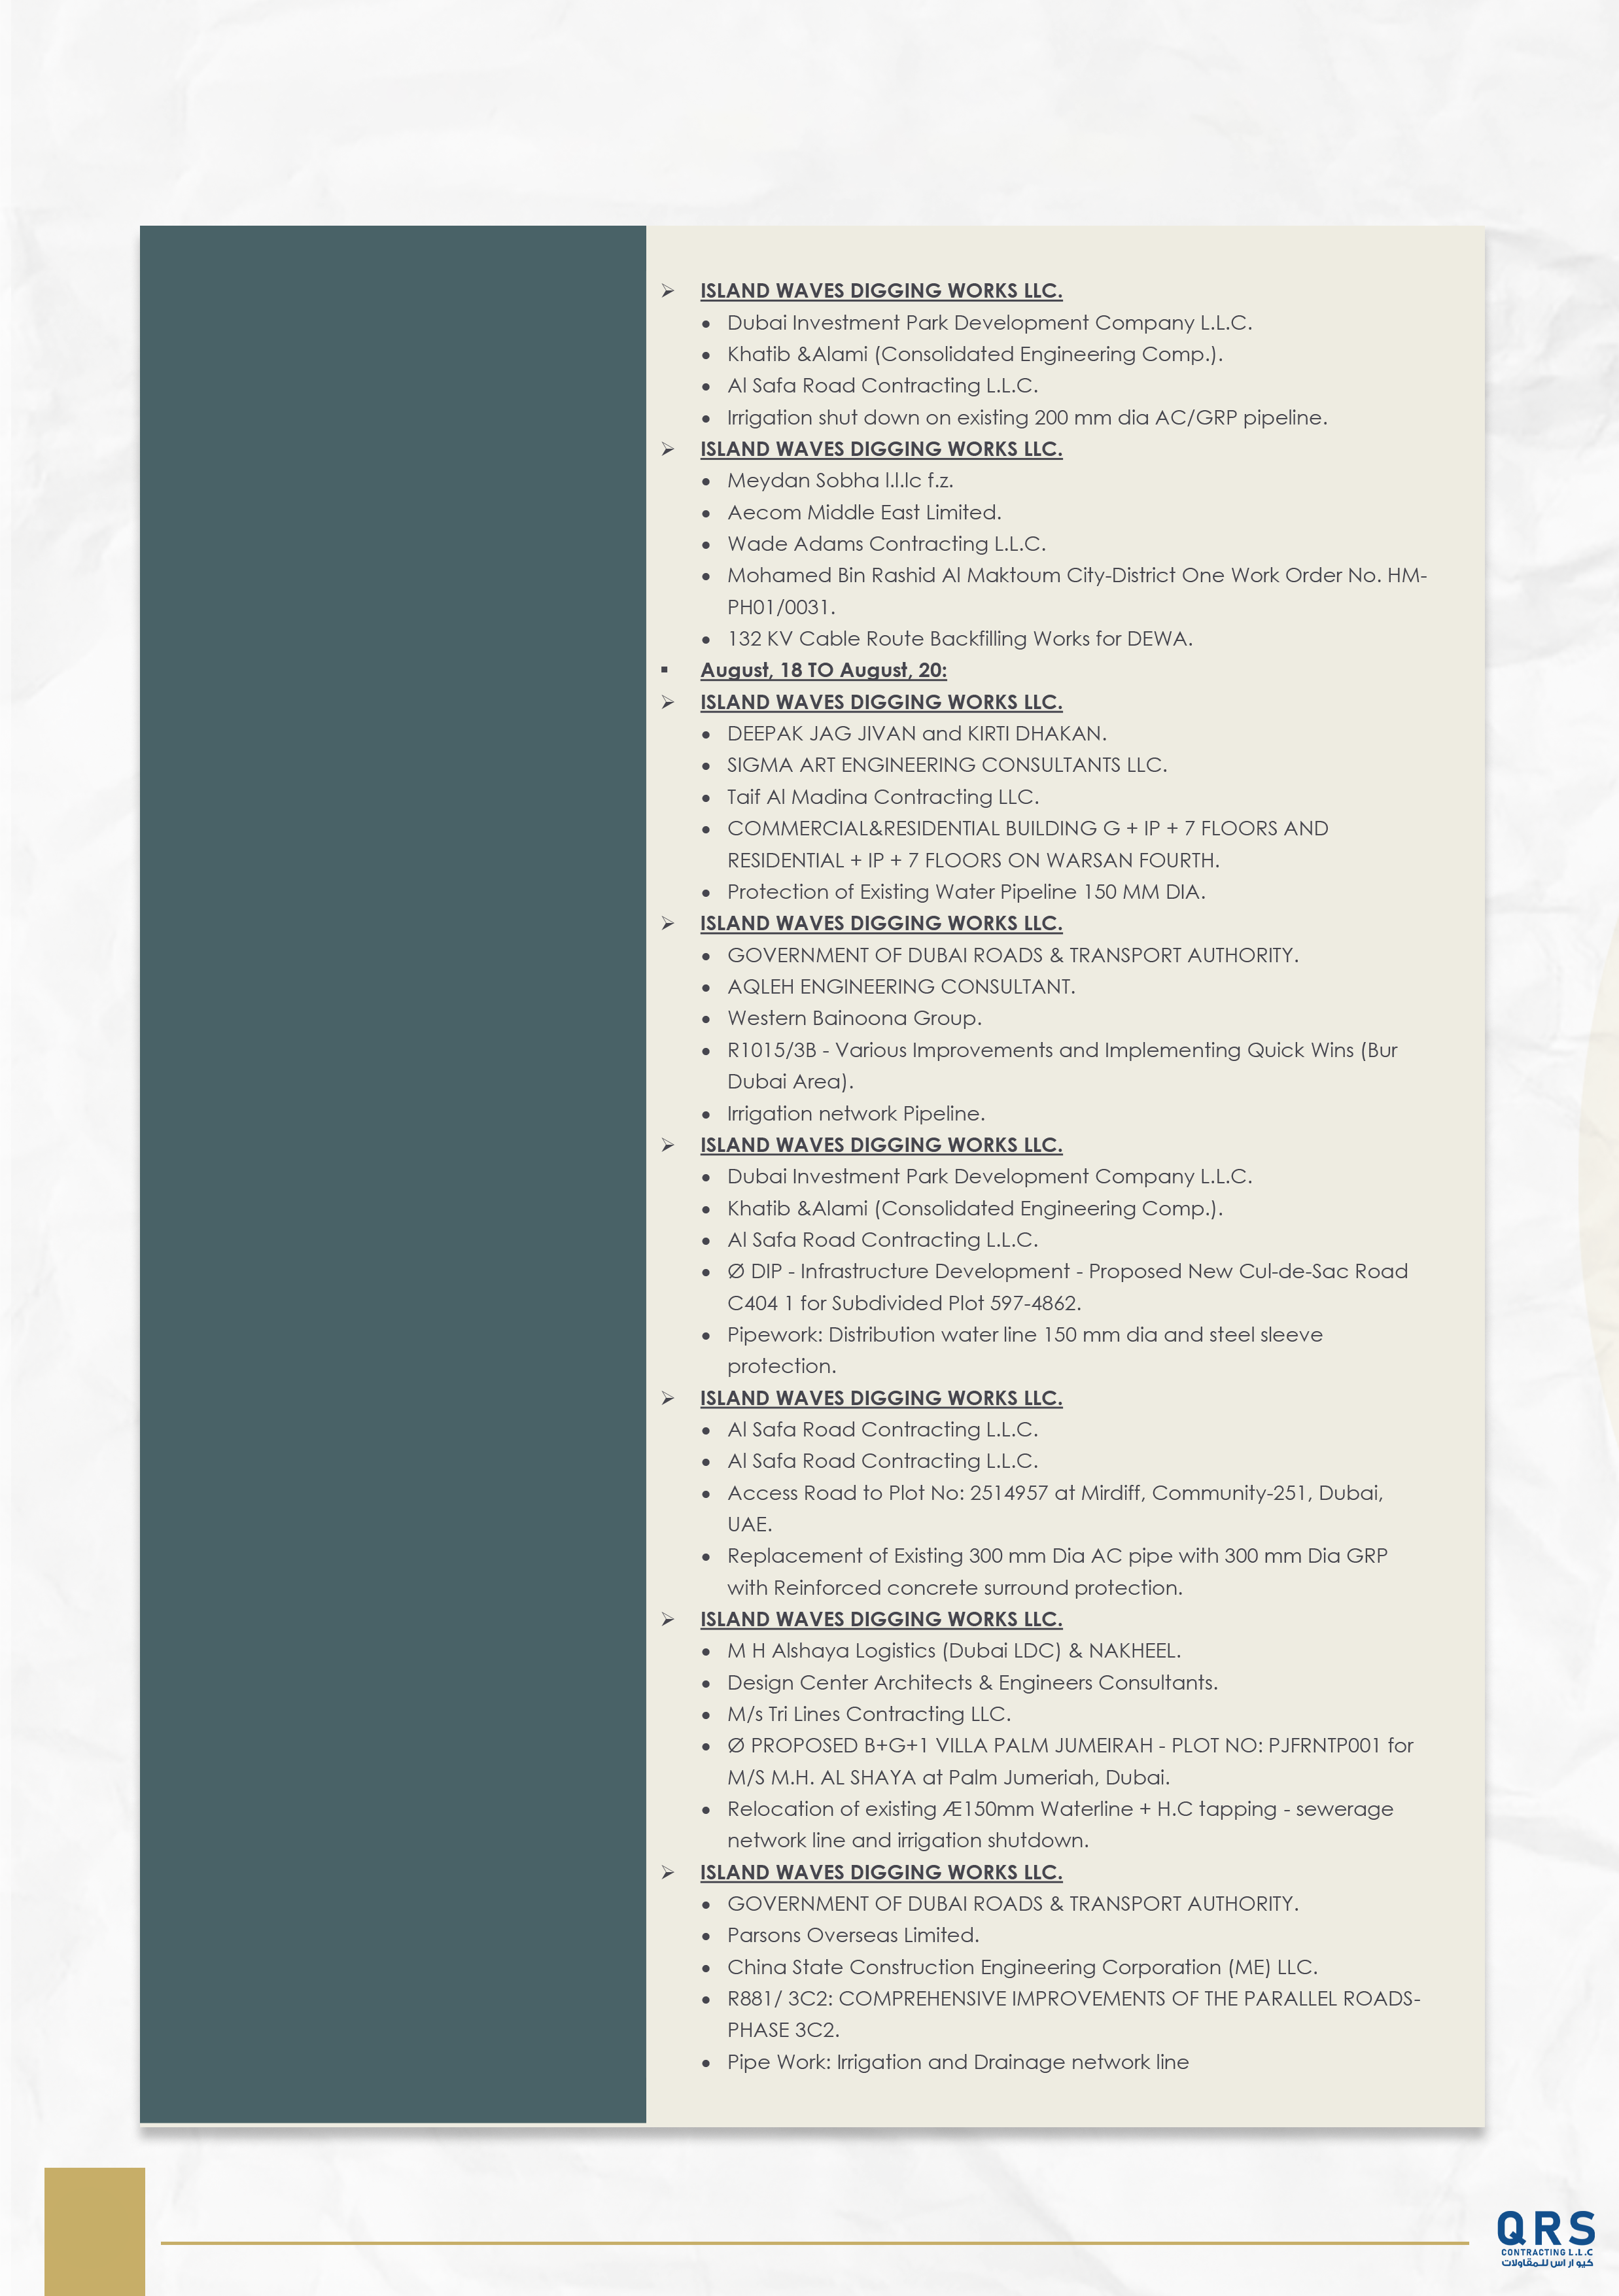 ➢ ISLAND WAVES DIGGING WORKS LLC.
• Dubai Investment Park Development Company L.L.C.
• Khatib &Alami (Consolidated Engineering Comp.).
• Al Safa Road Contracting L.L.C.
• Irrigation shut down on existing 200 mm dia AC/GRP pipeline.
➢ ISLAND WAVES DIGGING WORKS LLC.
• Meydan Sobha l.l.lc f.z.
• Aecom Middle East Limited.
• Wade Adams Contracting L.L.C.
• Mohamed Bin Rashid Al Maktoum City-District One Work Order No. HM-
PH01/0031.
• 132 KV Cable Route Backfilling Works for DEWA.
▪ August, 18 TO August, 20:
➢ ISLAND WAVES DIGGING WORKS LLC.
• DEEPAK JAG JIVAN and KIRTI DHAKAN.
• SIGMA ART ENGINEERING CONSULTANTS LLC.
• Taif Al Madina Contracting LLC.
• COMMERCIAL&RESIDENTIAL BUILDING G + IP + 7 FLOORS AND
RESIDENTIAL + IP + 7 FLOORS ON WARSAN FOURTH.
• Protection of Existing Water Pipeline 150 MM DIA.
➢ ISLAND WAVES DIGGING WORKS LLC.
• GOVERNMENT OF DUBAI ROADS & TRANSPORT AUTHORITY.
• AQLEH ENGINEERING CONSULTANT.
• Western Bainoona Group.
• R1015/3B - Various Improvements and Implementing Quick Wins (Bur
Dubai Area).
• Irrigation network Pipeline.
➢ ISLAND WAVES DIGGING WORKS LLC.
• Dubai Investment Park Development Company L.L.C.
• Khatib &Alami (Consolidated Engineering Comp.).
• Al Safa Road Contracting L.L.C.
• Ø DIP - Infrastructure Development - Proposed New Cul-de-Sac Road
C404 1 for Subdivided Plot 597-4862.
• Pipework: Distribution water line 150 mm dia and steel sleeve
protection.
➢ ISLAND WAVES DIGGING WORKS LLC.
• Al Safa Road Contracting L.L.C.
• Al Safa Road Contracting L.L.C.
• Access Road to Plot No: 2514957 at Mirdiff, Community-251, Dubai,
UAE.
• Replacement of Existing 300 mm Dia AC pipe with 300 mm Dia GRP
with Reinforced concrete surround protection.
➢ ISLAND WAVES DIGGING WORKS LLC.
• M H Alshaya Logistics (Dubai LDC) & NAKHEEL.
• Design Center Architects & Engineers Consultants.
• M/s Tri Lines Contracting LLC.
• Ø PROPOSED B+G+1 VILLA PALM JUMEIRAH - PLOT NO: PJFRNTP001 for
M/S M.H. AL SHAYA at Palm Jumeriah, Dubai.
• Relocation of existing Æ150mm Waterline + H.C tapping - sewerage
network line and irrigation shutdown.
➢ ISLAND WAVES DIGGING WORKS LLC.
• GOVERNMENT OF DUBAI ROADS & TRANSPORT AUTHORITY.
• Parsons Overseas Limited.
• China State Construction Engineering Corporation (ME) LLC.
• R881/ 3C2: COMPREHENSIVE IMPROVEMENTS OF THE PARALLEL ROADS-
PHASE 3C2.
• Pipe Work: Irrigation and Drainage network line
QRS
CONTRACTING L.L.C
كيو ار اس للمقاولات